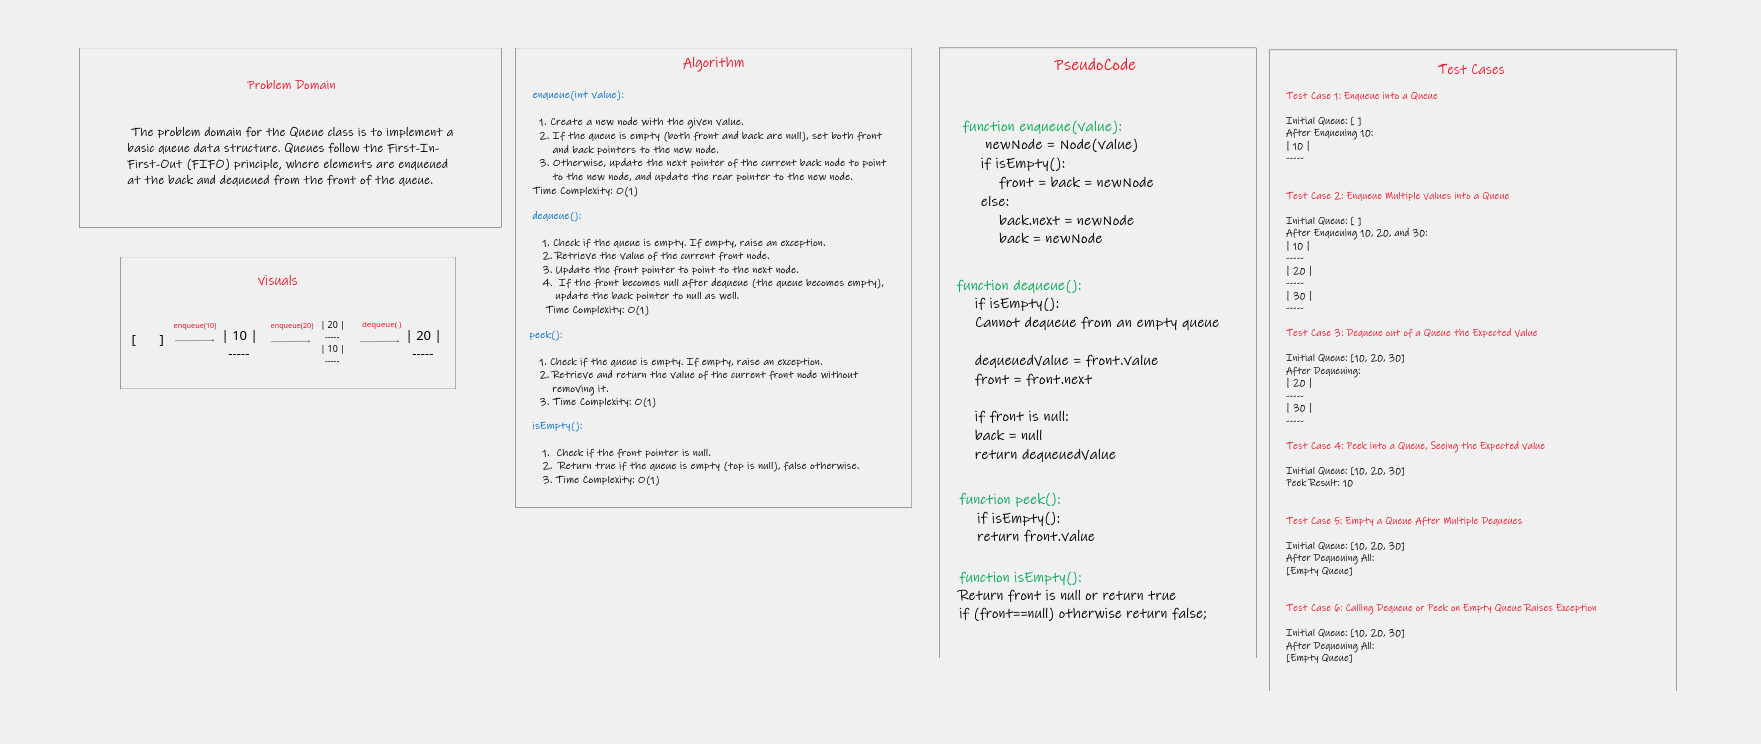 Problem Domain
The problem domain for the Queue class is to implement a
basic queue data structure. Queues follow the First-In-
First-Out (FIFO) principle, where elements are enqueued
at the back and dequeued from the front of the queue.
Visuals
[ ]
enqueue(10)
| 10 |
-----
enqueue(20)
| 20 |
-----
| 10 |
-----
dequeue( )
| 20 |
-----
Algorithm
enqueue(int value):
1. Create a new node with the given value.
2. If the queue is empty (both front and back are null), set both front
and back pointers to the new node.
3. Otherwise, update the next pointer of the current back node to point
to the new node, and update the rear pointer to the new node.
Time Complexity: O(1)
dequeue():
1. Check if the queue is empty. If empty, raise an exception.
2. Retrieve the value of the current front node.
3. Update the front pointer to point to the next node.
4. If the front becomes null after dequeue (the queue becomes empty),
update the back pointer to null as well.
Time Complexity: O(1)
peek():
1. Check if the queue is empty. If empty, raise an exception.
2. Retrieve and return the value of the current front node without
removing it.
3. Time Complexity: O(1)
isEmpty():
1. Check if the front pointer is null.
2. Return true if the queue is empty (top is null), false otherwise.
3. Time Complexity: O(1)
PseudoCode
function enqueue(value):
newNode = Node(value)
if isEmpty():
front = back = newNode
else:
back.next = newNode
back = newNode
function dequeue():
if isEmpty():
Cannot dequeue from an empty queue
dequeuedValue = front.value
front = front.next
if front is null:
back = null
return dequeuedValue
function peek():
if isEmpty():
return front.value
function isEmpty():
Return front is null or return true
if (front==null) otherwise return false;
Test Cases
Test Case 1: Enqueue into a Queue
Initial Queue: [ ]
After Enqueuing 10:
| 10 |
-----
Test Case 2: Enqueue Multiple Values into a Queue
Initial Queue: [ ]
After Enqueuing 10, 20, and 30:
| 10 |
-----
| 20 |
-----
| 30 |
-----
Test Case 3: Dequeue out of a Queue the Expected Value
Initial Queue: [10, 20, 30]
After Dequeuing:
| 20 |
-----
| 30 |
-----
Test Case 4: Peek into a Queue, Seeing the Expected Value
Initial Queue: [10, 20, 30]
Peek Result: 10
Test Case 5: Empty a Queue After Multiple Dequeues
Initial Queue: [10, 20, 30]
After Dequeuing All:
[Empty Queue]
Test Case 6: Calling Dequeue or Peek on Empty Queue Raises Exception
Initial Queue: [10, 20, 30]
After Dequeuing All:
[Empty Queue]